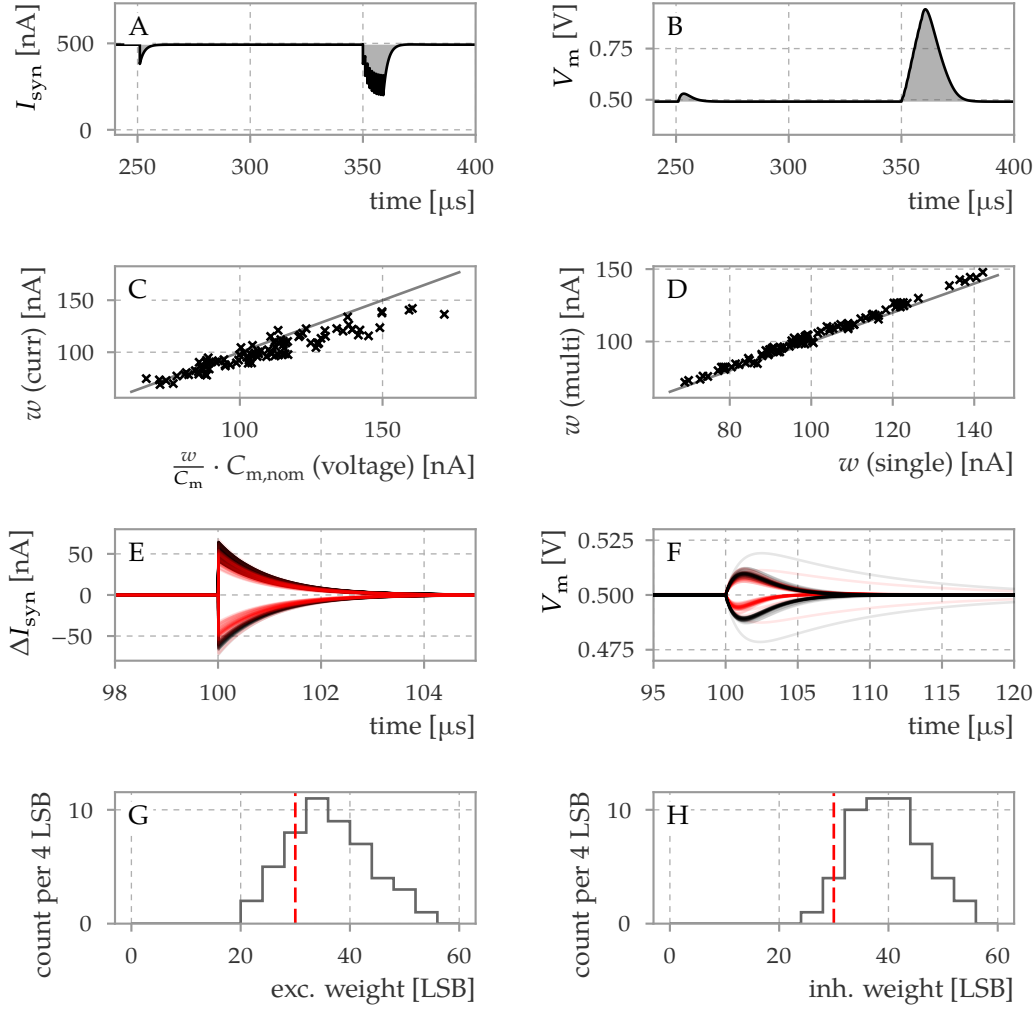 A
I_syn [nA]
500
0
250
300
350
400
time [µs]
B
V_m [V]
0.75
0.50
250
300
350
400
time [µs]
C
w (curr) [nA]
150
100
100
150
w/C_m · C_m,nom (voltage) [nA]
D
w (multi) [nA]
150
100
80
100
120
140
w (single) [nA]
E
ΔI_syn [nA]
50
0
−50
98
100
102
104
time [µs]
F
V_m [V]
0.525
0.500
0.475
95
100
105
110
115
120
time [µs]
G
count per 4 LSB
10
0
0
20
40
60
exc. weight [LSB]
H
count per 4 LSB
10
0
0
20
40
60
inh. weight [LSB]